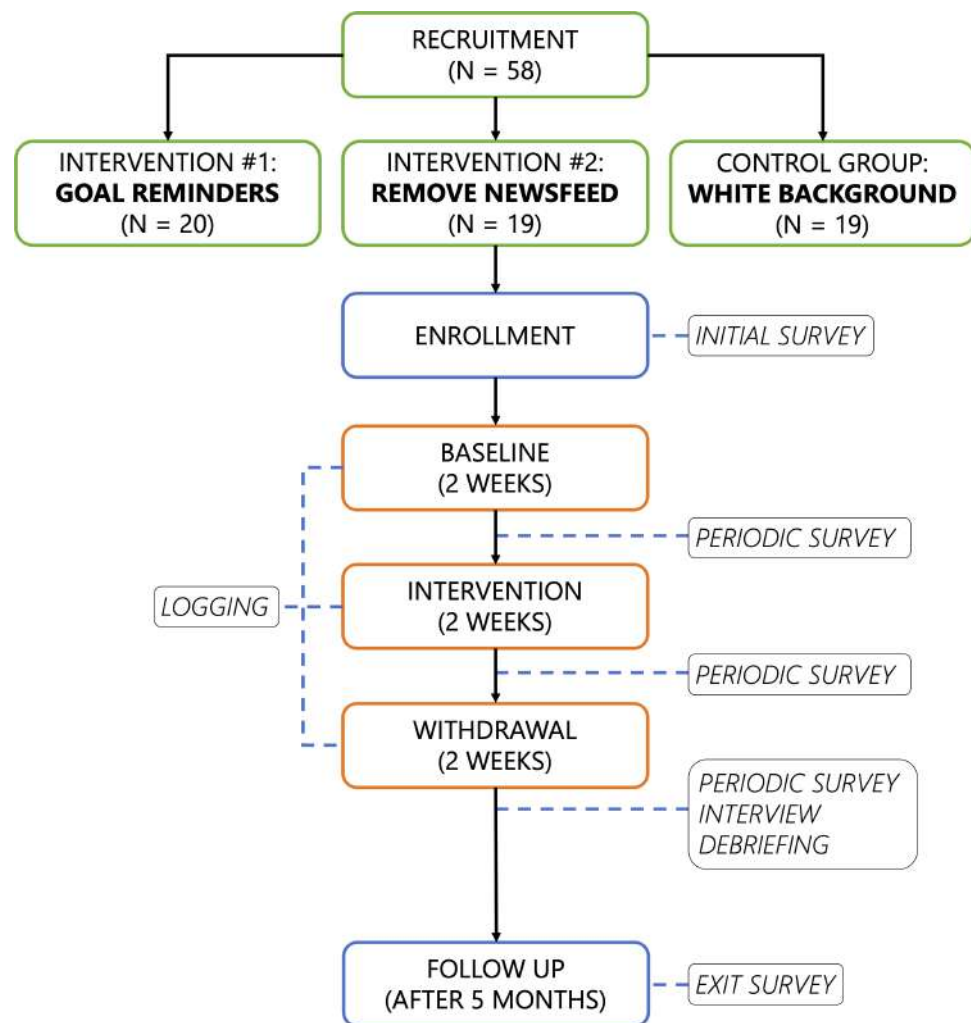 RECRUITMENT
(N = 58)
INTERVENTION #1:
GOAL REMINDERS
(N = 20)
INTERVENTION #2:
REMOVE NEWSFEED
(N = 19)
CONTROL GROUP:
WHITE BACKGROUND
(N = 19)
ENROLLMENT
INITIAL SURVEY
BASELINE
(2 WEEKS)
PERIODIC SURVEY
LOGGING
INTERVENTION
(2 WEEKS)
PERIODIC SURVEY
WITHDRAWAL
(2 WEEKS)
PERIODIC SURVEY
INTERVIEW
DEBRIEFING
FOLLOW UP
(AFTER 5 MONTHS)
EXIT SURVEY